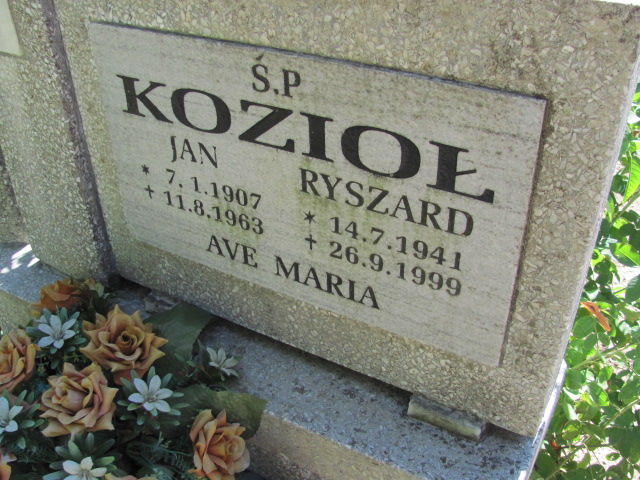 Ś.P
KOZIOŁ
JAN
* 7.1.1907
+ 11.8.1963
RYSZARD
* 14.7.1941
+ 26.9.1999
AVE MARIA